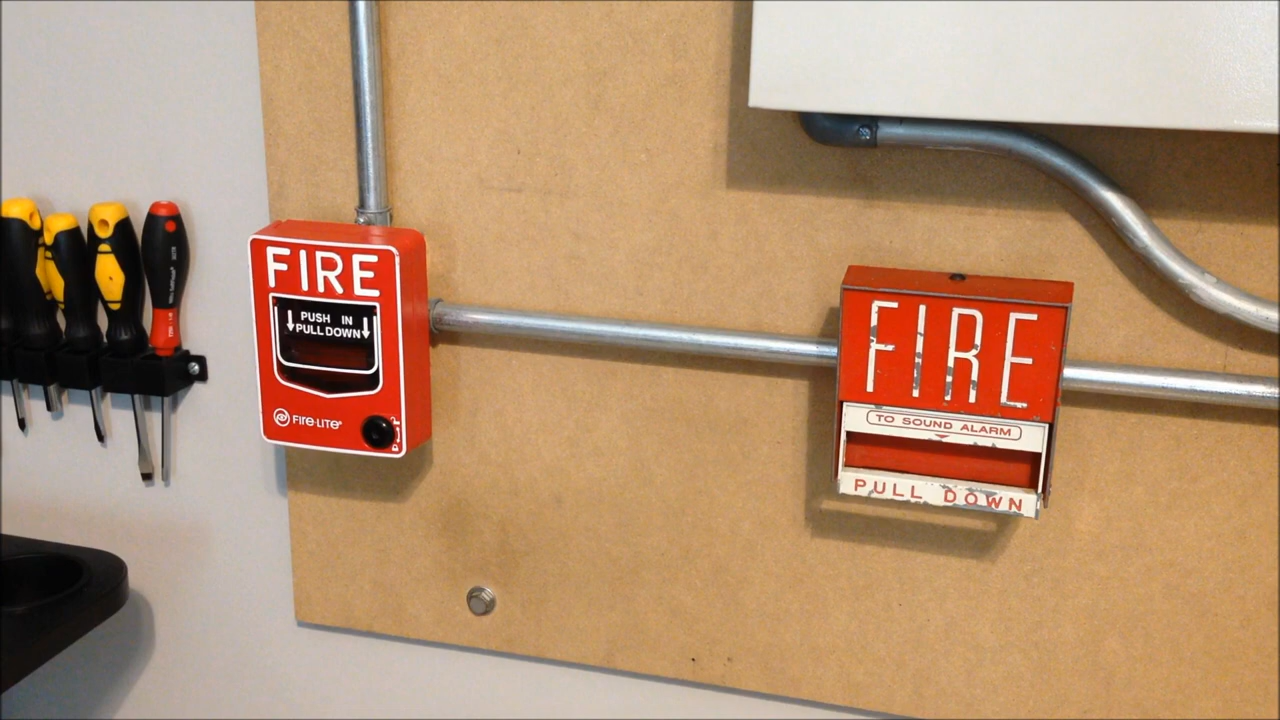 FIRE
PUSH IN
PULL DOWN
FIRE-LITE®
FIRE
TO SOUND ALARM
PULL DOWN